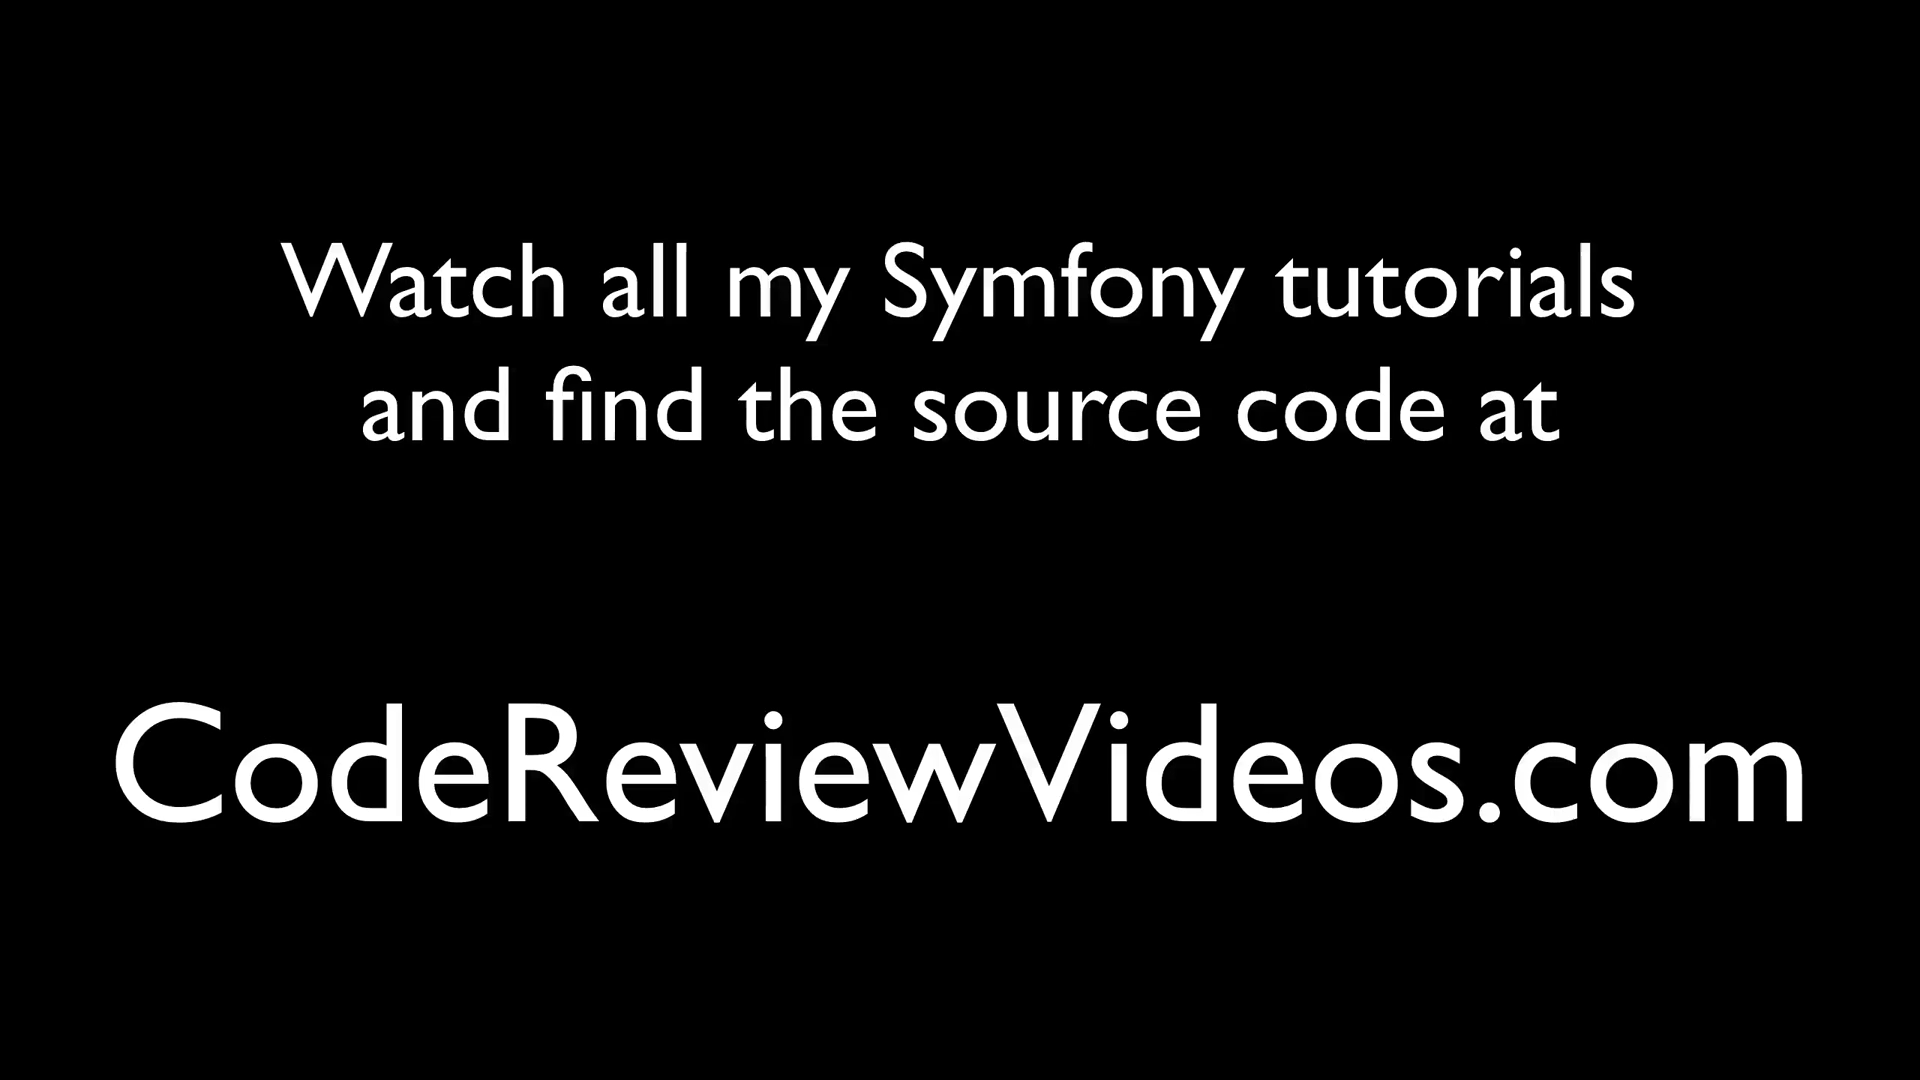 Watch all my Symfony tutorials
and find the source code at
CodeReviewVideos.com